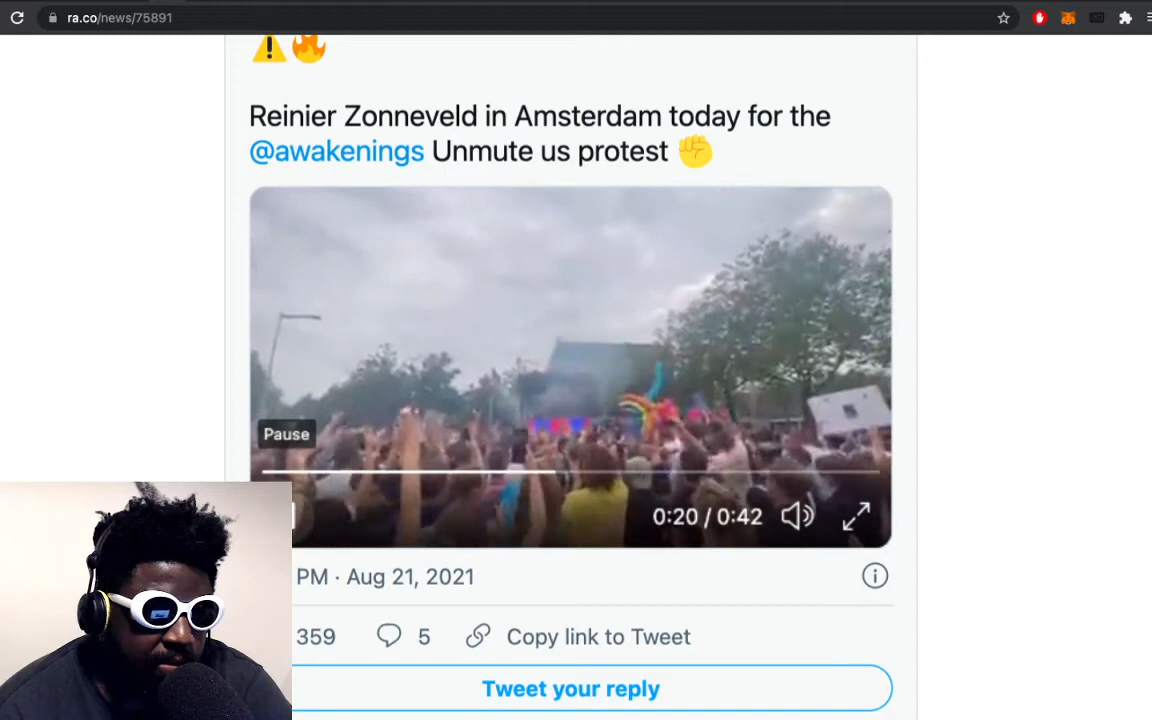 ra.co/news/75891
Reinier Zonneveld in Amsterdam today for the
@awakenings Unmute us protest
Pause
0:20 / 0:42
PM · Aug 21, 2021
359 5 Copy link to Tweet
Tweet your reply